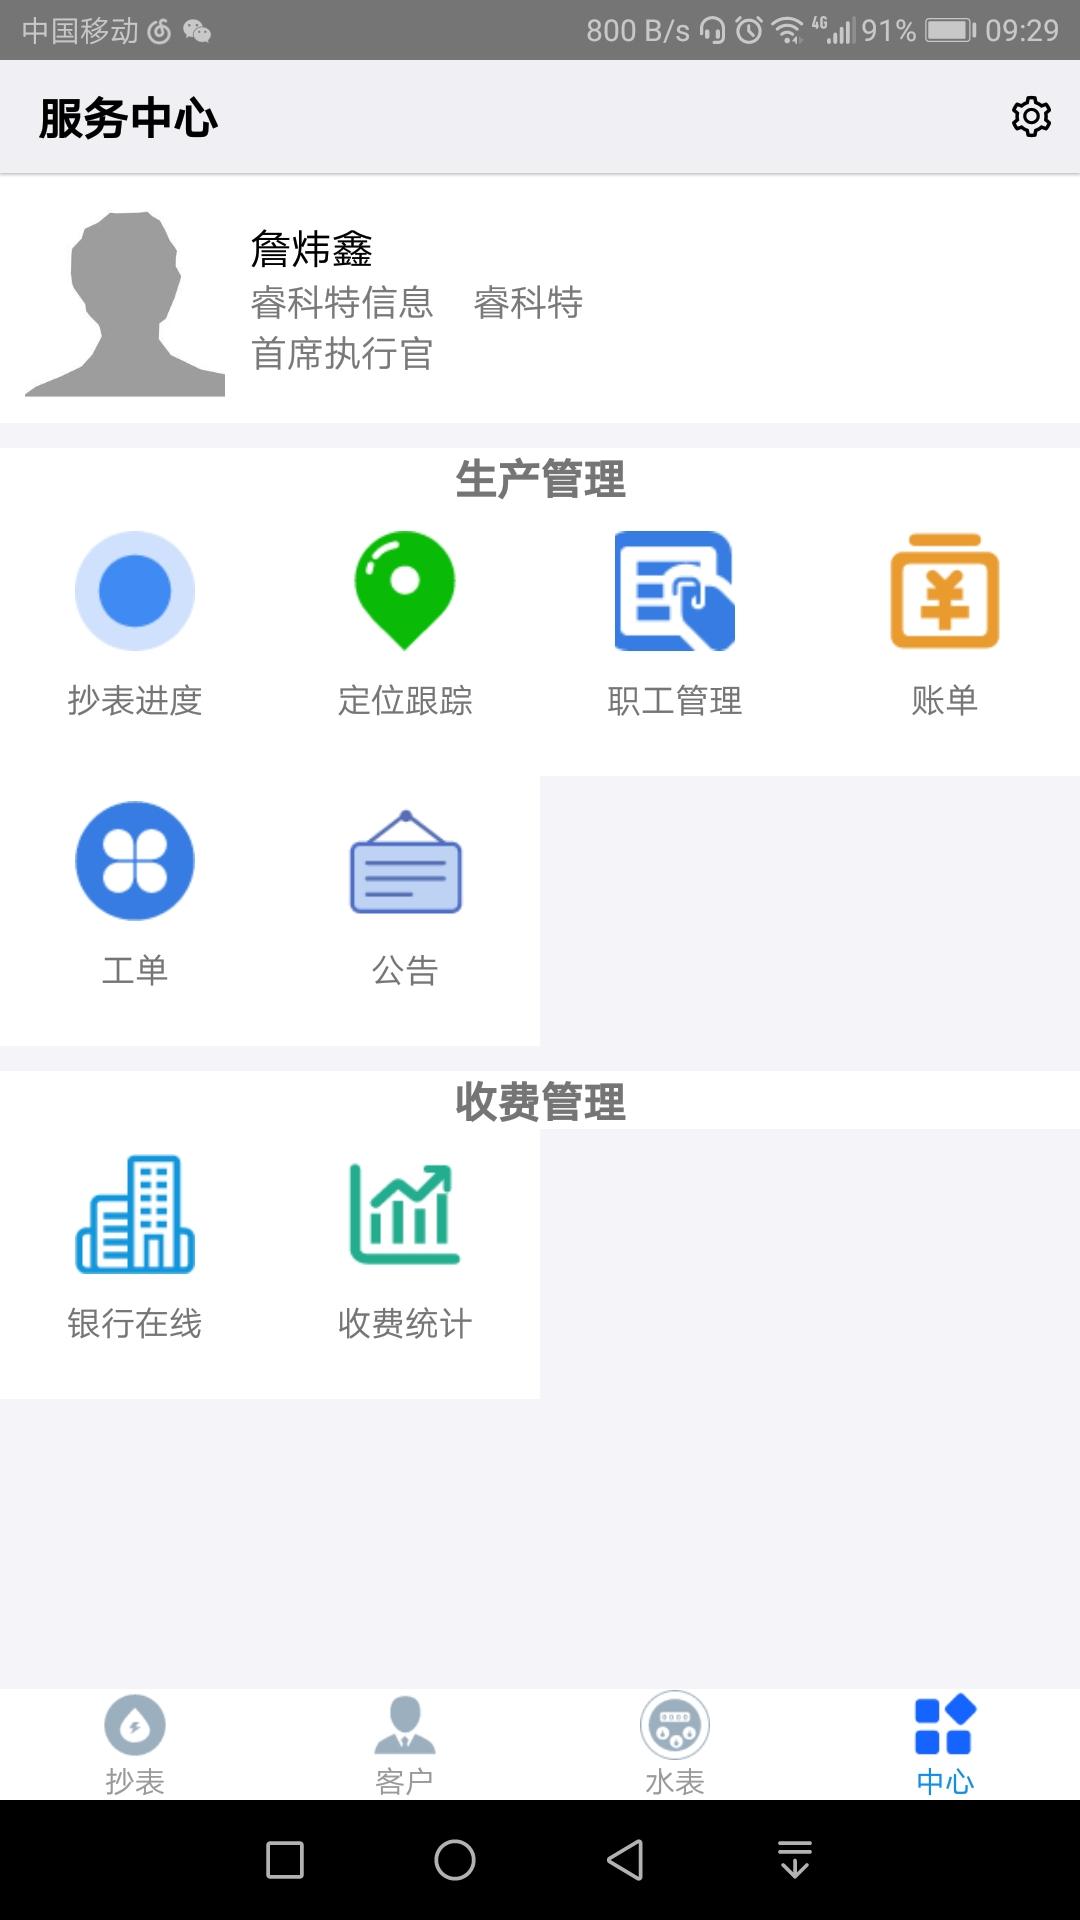 中国移动 800 B/s 4G 91% 09:29
服务中心
詹炜鑫
睿科特信息 睿科特
首席执行官
生产管理
抄表进度 定位跟踪 职工管理 账单
工单 公告
收费管理
银行在线 收费统计
抄表 客户 水表 中心